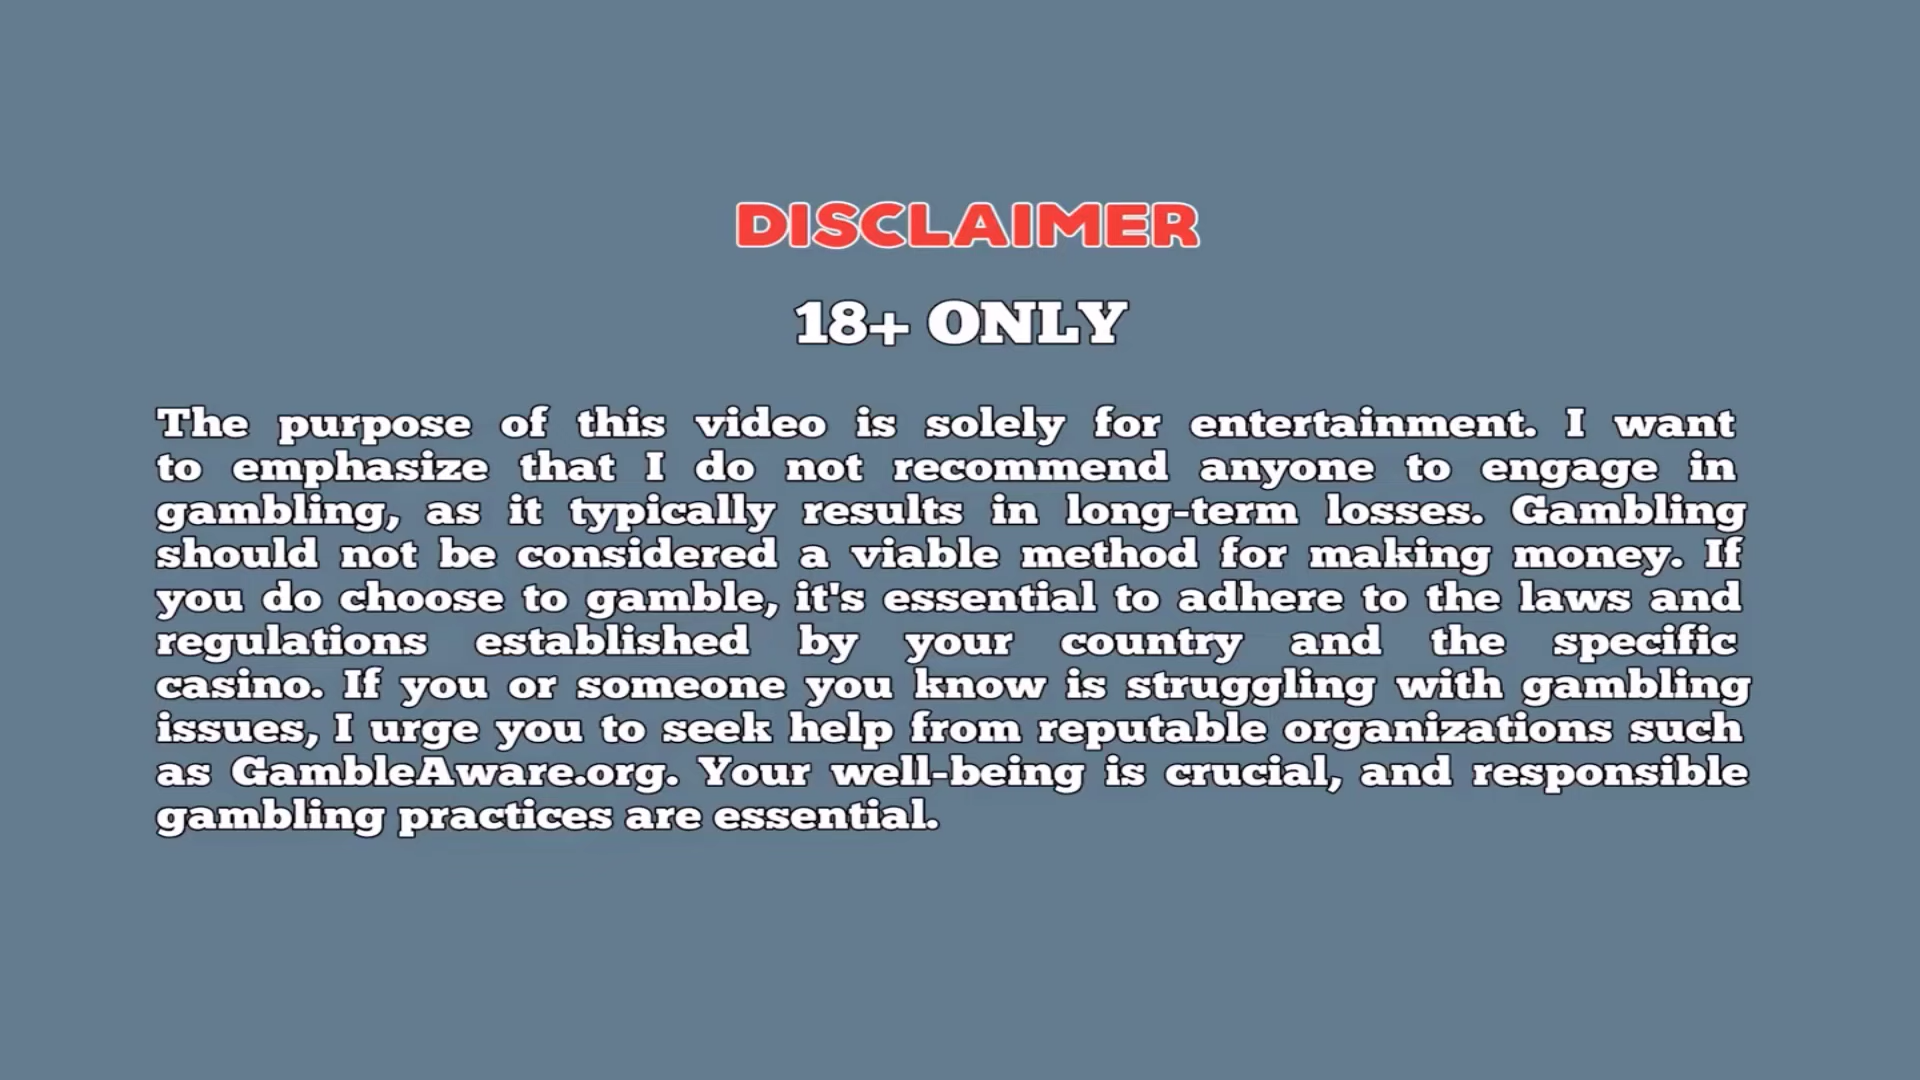 DISCLAIMER
18+ ONLY
The purpose of this video is solely for entertainment. I want
to emphasize that I do not recommend anyone to engage in
gambling, as it typically results in long-term losses. Gambling
should not be considered a viable method for making money. If
you do choose to gamble, it's essential to adhere to the laws and
regulations established by your country and the specific
casino. If you or someone you know is struggling with gambling
issues, I urge you to seek help from reputable organizations such
as GambleAware.org. Your well-being is crucial, and responsible
gambling practices are essential.